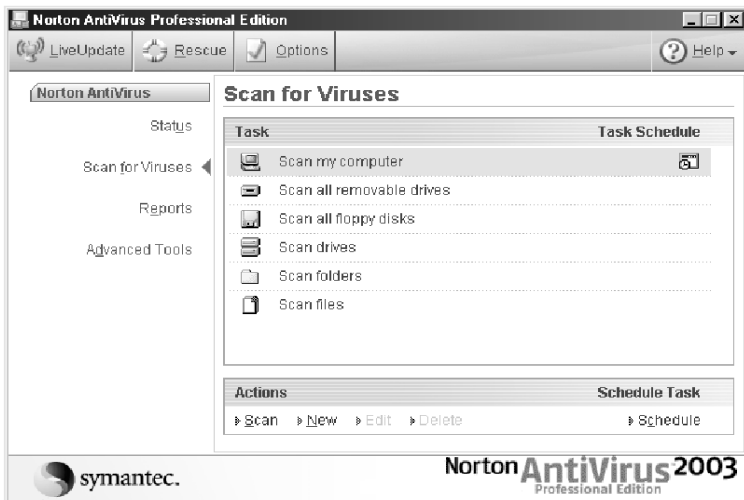 Norton AntiVirus Professional Edition
LiveUpdate Rescue Options Help
Norton AntiVirus
Status
Scan for Viruses
Reports
Advanced Tools
Scan for Viruses
Task Task Schedule
Scan my computer
Scan all removable drives
Scan all floppy disks
Scan drives
Scan folders
Scan files
Actions Schedule Task
Scan New Edit Delete Schedule
symantec.
Norton AntiVirus 2003
Professional Edition